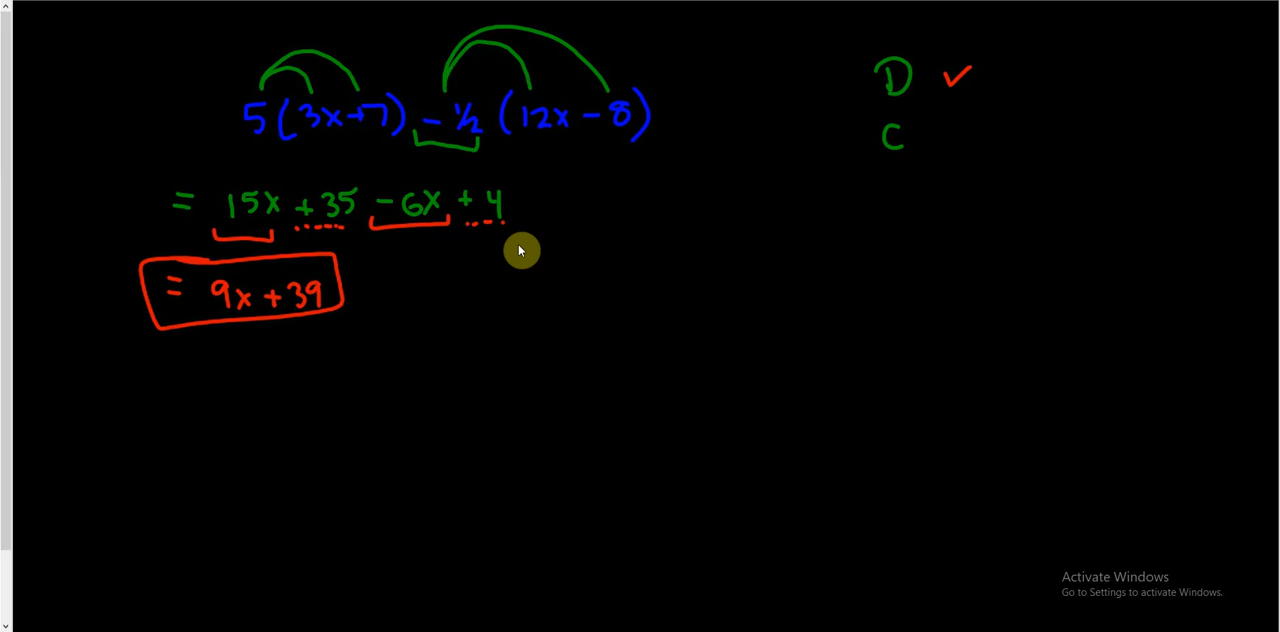 5(3x+7) - ½ (12x - 8)
= 15x + 35 - 6x + 4
= 9x + 39
D ✓
C
Activate Windows
Go to Settings to activate Windows.